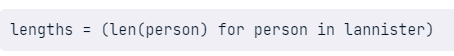 lengths = (len(person) for person in lannister)